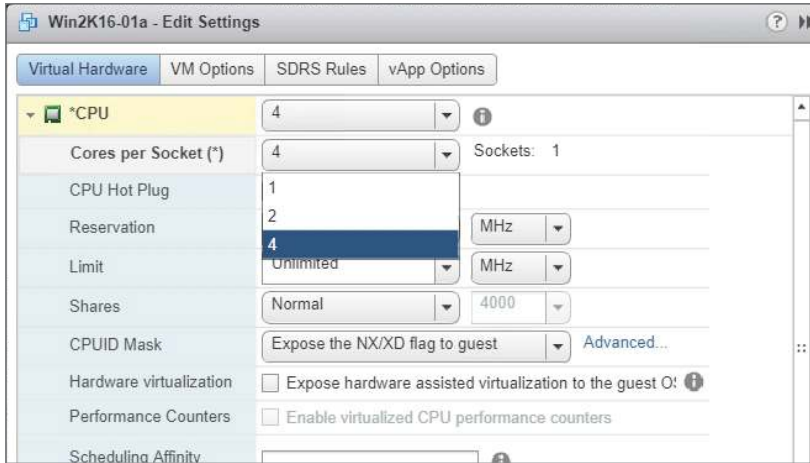 Win2K16-01a - Edit Settings ?
Virtual Hardware VM Options SDRS Rules vApp Options
*CPU 4
Cores per Socket (*) 4 Sockets: 1
CPU Hot Plug 1
2
Reservation MHz
4
Limit Unlimited MHz
Shares Normal 4000
CPUID Mask Expose the NX/XD flag to guest Advanced...
Hardware virtualization Expose hardware assisted virtualization to the guest
Performance Counters Enable virtualized CPU performance counters
Scheduling Affinity